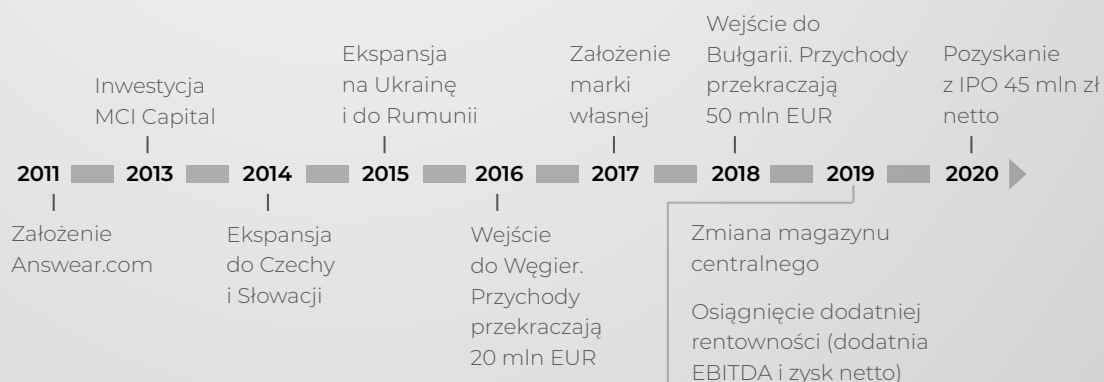 Wejście do
Bułgarii. Przychody
przekraczają
50 mln EUR
Ekspansja
na Ukrainę
i do Rumunii
Założenie
marki
własnej
Pozyskanie
z IPO 45 mln zł
netto
Inwestycja
MCI Capital
2011 2013 2014 2015 2016 2017 2018 2019 2020
Założenie
Answear.com
Ekspansja
do Czechy
i Słowacji
Wejście
do Węgier.
Przychody
przekraczają
20 mln EUR
Zmiana magazynu
centralnego
Osiągnięcie dodatniej
rentowności (dodatnia
EBITDA i zysk netto)